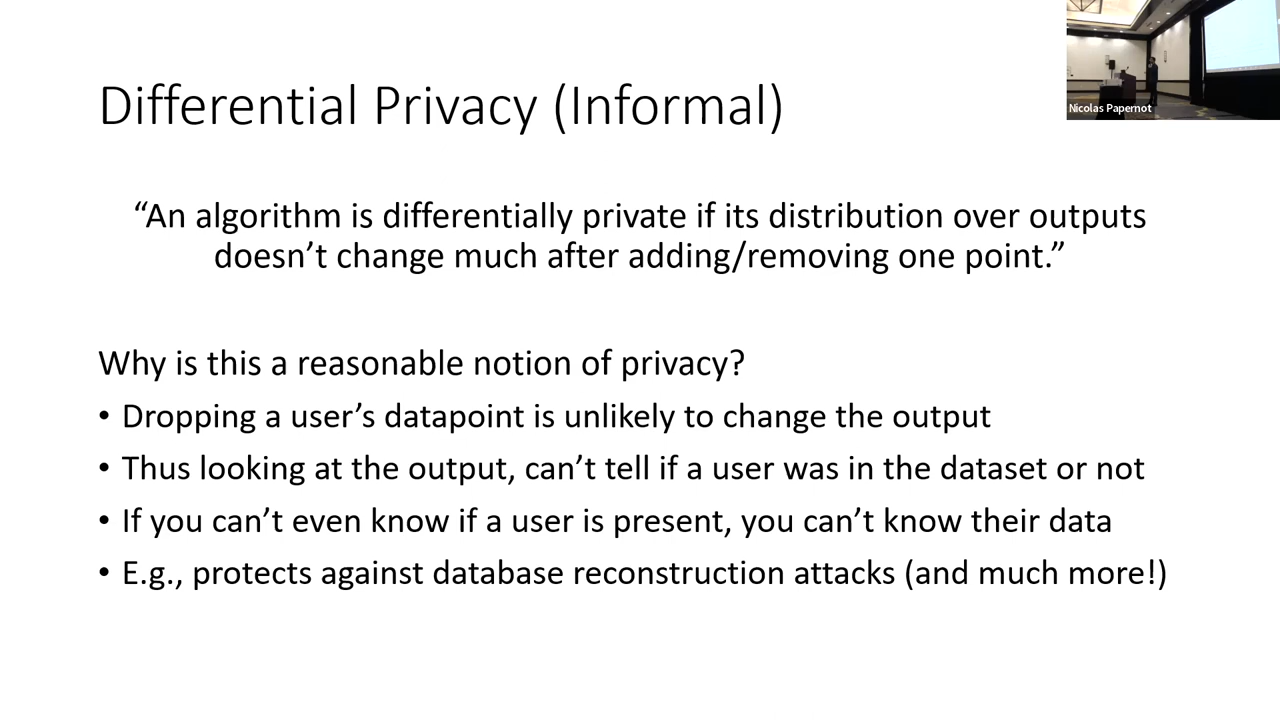 Nicolas Papernot
Differential Privacy (Informal)
“An algorithm is differentially private if its distribution over outputs
doesn’t change much after adding/removing one point.”
Why is this a reasonable notion of privacy?
• Dropping a user’s datapoint is unlikely to change the output
• Thus looking at the output, can’t tell if a user was in the dataset or not
• If you can’t even know if a user is present, you can’t know their data
• E.g., protects against database reconstruction attacks (and much more!)